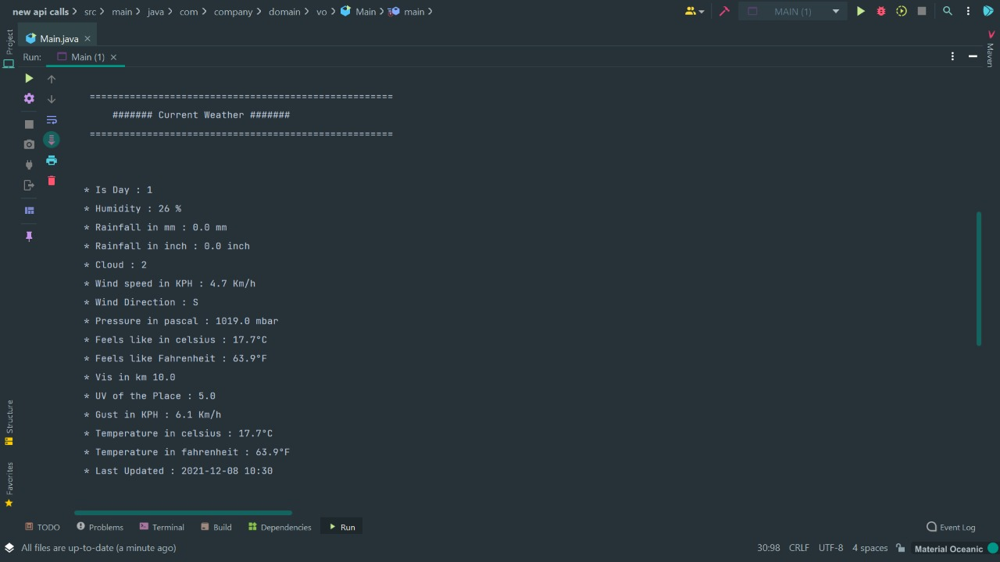 new api calls > src > main > java > com > company > domain > vo > Main > main >
MAIN (1)
Project
Main.java ×
Maven
Run: Main (1) ×
=====================================================
####### Current Weather #######
=====================================================
* Is Day : 1
* Humidity : 26 %
* Rainfall in mm : 0.0 mm
* Rainfall in inch : 0.0 inch
* Cloud : 2
* Wind speed in KPH : 4.7 Km/h
* Wind Direction : S
* Pressure in pascal : 1019.0 mbar
* Feels like in celsius : 17.7°C
* Feels like Fahrenheit : 63.9°F
* Vis in km 10.0
* UV of the Place : 5.0
* Gust in KPH : 6.1 Km/h
* Temperature in celsius : 17.7°C
* Temperature in fahrenheit : 63.9°F
* Last Updated : 2021-12-08 10:30
Structure
Favorites
TODO Problems Terminal Build Dependencies Run Event Log
All files are up-to-date (a minute ago) 30:98 CRLF UTF-8 4 spaces Material Oceanic